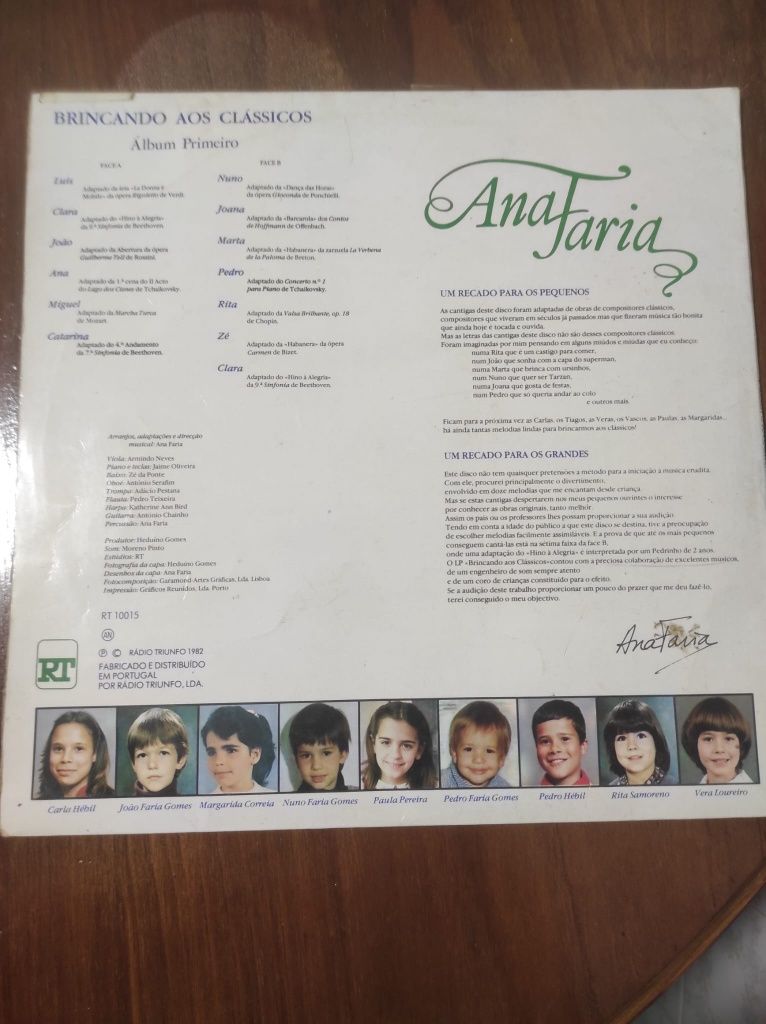 BRINCANDO AOS CLÁSSICOS
Álbum Primeiro
FACE A
Luís
Adaptado da ária «La Donna è
Mobile» da ópera Rigoletto de Verdi.
Clara
Adaptado do «Hino à Alegria»
da 9.ª Sinfonia de Beethoven.
João
Adaptado da Abertura da ópera
Guilherme Tell de Rossini.
Ana
Adaptado da 1.ª cena do II Acto
do Lago dos Cisnes de Tchaikovsky.
Miguel
Adaptado da Marcha Turca
de Mozart.
Catarina
Adaptado do 4.º Andamento
da 7.ª Sinfonia de Beethoven.
FACE B
Nuno
Adaptado da «Dança das Horas»
da ópera Gioconda de Ponchielli.
Joana
Adaptado da «Barcarola» dos Contos
de Hoffmann de Offenbach.
Marta
Adaptado da «Habanera» da zarzuela La Verbena
de la Paloma de Breton.
Pedro
Adaptado do Concerto n.º 1
para Piano de Tchaikovsky.
Rita
Adaptado da Valsa Brilhante, op. 18
de Chopin.
Zé
Adaptado da «Habanera» da ópera
Carmen de Bizet.
Clara
Adaptado do «Hino à Alegria»
da 9.ª Sinfonia de Beethoven.
Arranjos, adaptações e direcção
musical: Ana Faria
Viola: Armindo Neves
Piano e teclas: Jaime Oliveira
Baixo: Zé da Ponte
Oboé: António Serafim
Trompa: Adácio Pestana
Flauta: Pedro Teixeira
Harpa: Katherine Ann Bird
Guitarra: António Chainho
Percussão: Ana Faria
Produtor: Heduíno Gomes
Som: Moreno Pinto
Estúdios: RT
Fotografia da capa: Heduíno Gomes
Desenhos da capa: Ana Faria
Fotocomposição: Garamond-Artes Gráficas, Lda. Lisboa
Impressão: Gráficos Reunidos, Lda. Porto
RT 10015
AN
Ⓟ © RÁDIO TRIUNFO 1982
FABRICADO E DISTRIBUÍDO
EM PORTUGAL
POR RÁDIO TRIUNFO, LDA.
RT
Ana Faria
UM RECADO PARA OS PEQUENOS
As cantigas deste disco foram adaptadas de obras de compositores clássicos,
compositores que viveram em séculos já passados mas que fizeram música tão bonita
que ainda hoje é tocada e ouvida.
Mas as letras das cantigas deste disco não são desses compositores clássicos.
Foram imaginadas por mim pensando em alguns miúdos e miúdas que eu conheço:
numa Rita que é um castigo para comer,
num João que sonha com a capa do superman,
numa Marta que brinca com ursinhos,
num Nuno que quer ser Tarzan,
numa Joana que gosta de festas,
num Pedro que só queria andar ao colo
e outros mais.
Ficam para a próxima vez as Carlas, os Tiagos, as Veras, os Vascos, as Paulas, as Margaridas...
há ainda tantas melodias lindas para brincarmos aos clássicos!
UM RECADO PARA OS GRANDES
Este disco não tem quaisquer pretensões a método para a iniciação à música erudita.
Com ele, procurei principalmente o divertimento,
envolvido em doze melodias que me encantam desde criança.
Mas se estas cantigas despertarem nos meus pequenos ouvintes o interesse
por conhecer as obras originais, tanto melhor.
Assim os pais ou os professores lhes possam proporcionar a sua audição.
Tendo em conta a idade do público a que este disco se destina, tive a preocupação
de escolher melodias facilmente assimiláveis. E a prova de que até os mais pequenos
conseguem cantá-las está na sétima faixa da face B,
onde uma adaptação do «Hino à Alegria» é interpretada por um Pedrinho de 2 anos.
O LP «Brincando aos Clássicos» contou com a preciosa colaboração de excelentes músicos,
de um engenheiro de som sempre atento
e de um coro de crianças constituído para o efeito.
Se a audição deste trabalho proporcionar um pouco do prazer que me deu fazê-lo,
terei conseguido o meu objectivo.
Ana Faria
Carla Hébil
João Faria Gomes
Margarida Correia
Nuno Faria Gomes
Paula Pereira
Pedro Faria Gomes
Pedro Hébil
Rita Samoreno
Vera Loureiro